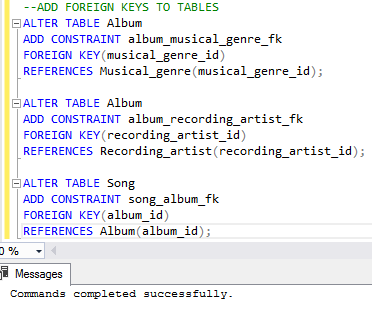 --ADD FOREIGN KEYS TO TABLES
ALTER TABLE Album
ADD CONSTRAINT album_musical_genre_fk
FOREIGN KEY(musical_genre_id)
REFERENCES Musical_genre(musical_genre_id);
ALTER TABLE Album
ADD CONSTRAINT album_recording_artist_fk
FOREIGN KEY(recording_artist_id)
REFERENCES Recording_artist(recording_artist_id);
ALTER TABLE Song
ADD CONSTRAINT song_album_fk
FOREIGN KEY(album_id)
REFERENCES Album(album_id);
0 %
Messages
Commands completed successfully.